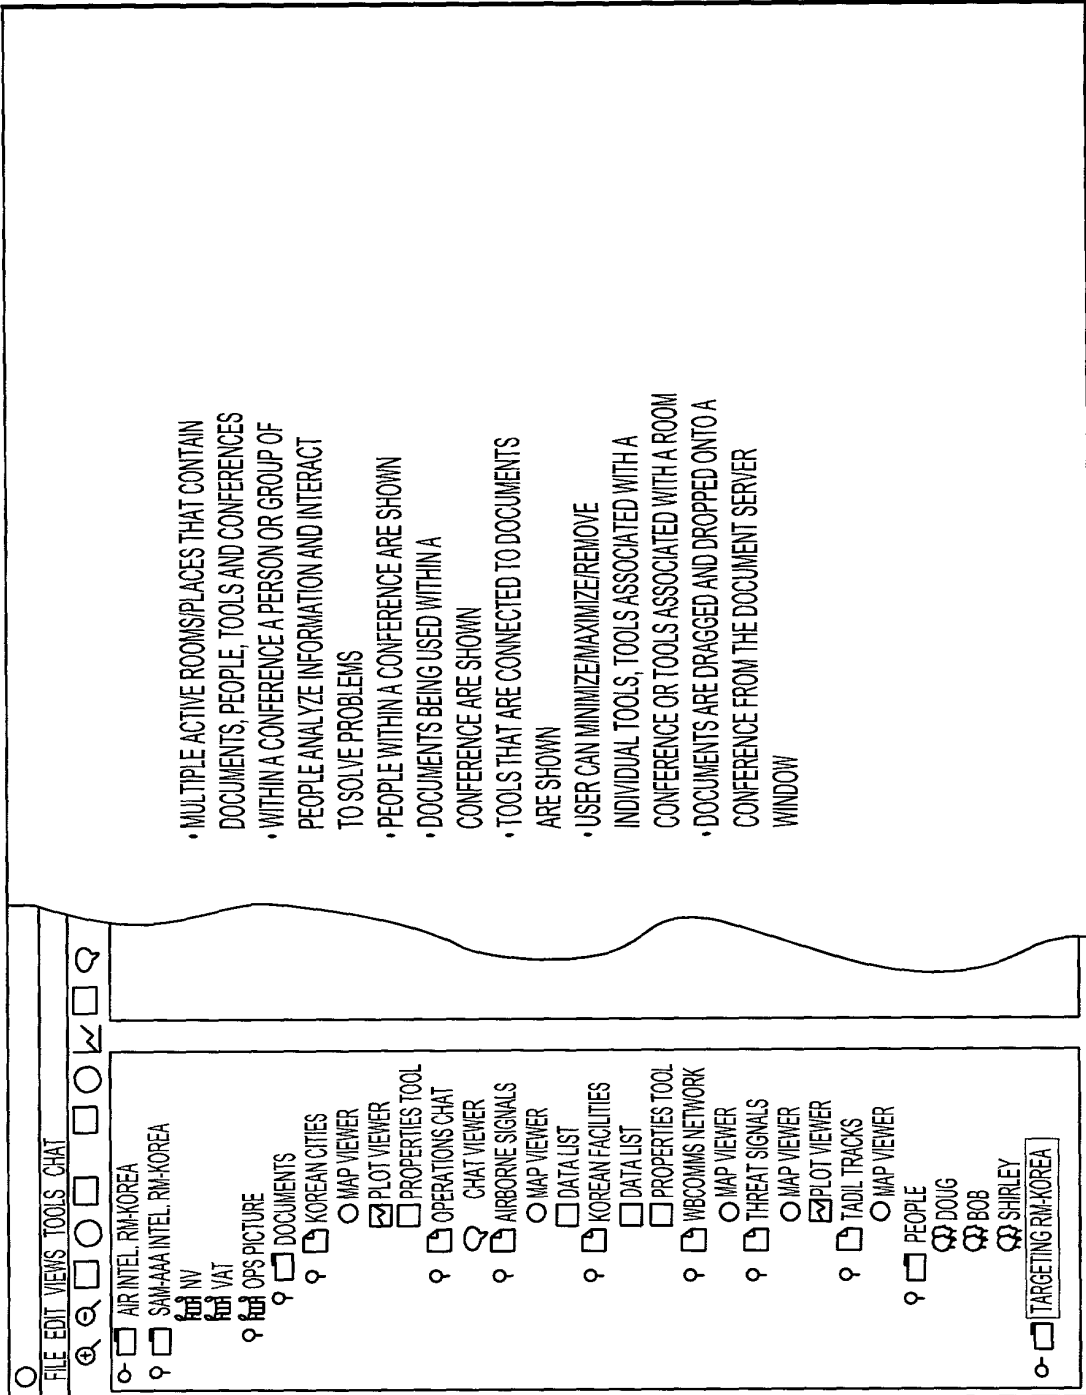 FILE EDIT VIEWS TOOLS CHAT
AIR INTEL. RM-KOREA
SAM-AAA INTEL. RM-KOREA
NV
VAT
OPS PICTURE
DOCUMENTS
KOREAN CITIES
MAP VIEWER
PLOT VIEWER
PROPERTIES TOOL
OPERATIONS CHAT
CHAT VIEWER
AIRBORNE SIGNALS
MAP VIEWER
DATA LIST
KOREAN FACILITIES
DATA LIST
PROPERTIES TOOL
WBCOMMS NETWORK
MAP VIEWER
THREAT SIGNALS
MAP VIEWER
PLOT VIEWER
TADIL TRACKS
MAP VIEWER
PEOPLE
DOUG
BOB
SHIRLEY
TARGETING RM-KOREA
• MULTIPLE ACTIVE ROOMS/PLACES THAT CONTAIN
DOCUMENTS, PEOPLE, TOOLS AND CONFERENCES
• WITHIN A CONFERENCE A PERSON OR GROUP OF
PEOPLE ANALYZE INFORMATION AND INTERACT
TO SOLVE PROBLEMS
• PEOPLE WITHIN A CONFERENCE ARE SHOWN
• DOCUMENTS BEING USED WITHIN A
CONFERENCE ARE SHOWN
• TOOLS THAT ARE CONNECTED TO DOCUMENTS
ARE SHOWN
• USER CAN MINIMIZE/MAXIMIZE/REMOVE
INDIVIDUAL TOOLS, TOOLS ASSOCIATED WITH A
CONFERENCE OR TOOLS ASSOCIATED WITH A ROOM
• DOCUMENTS ARE DRAGGED AND DROPPED ONTO A
CONFERENCE FROM THE DOCUMENT SERVER
WINDOW